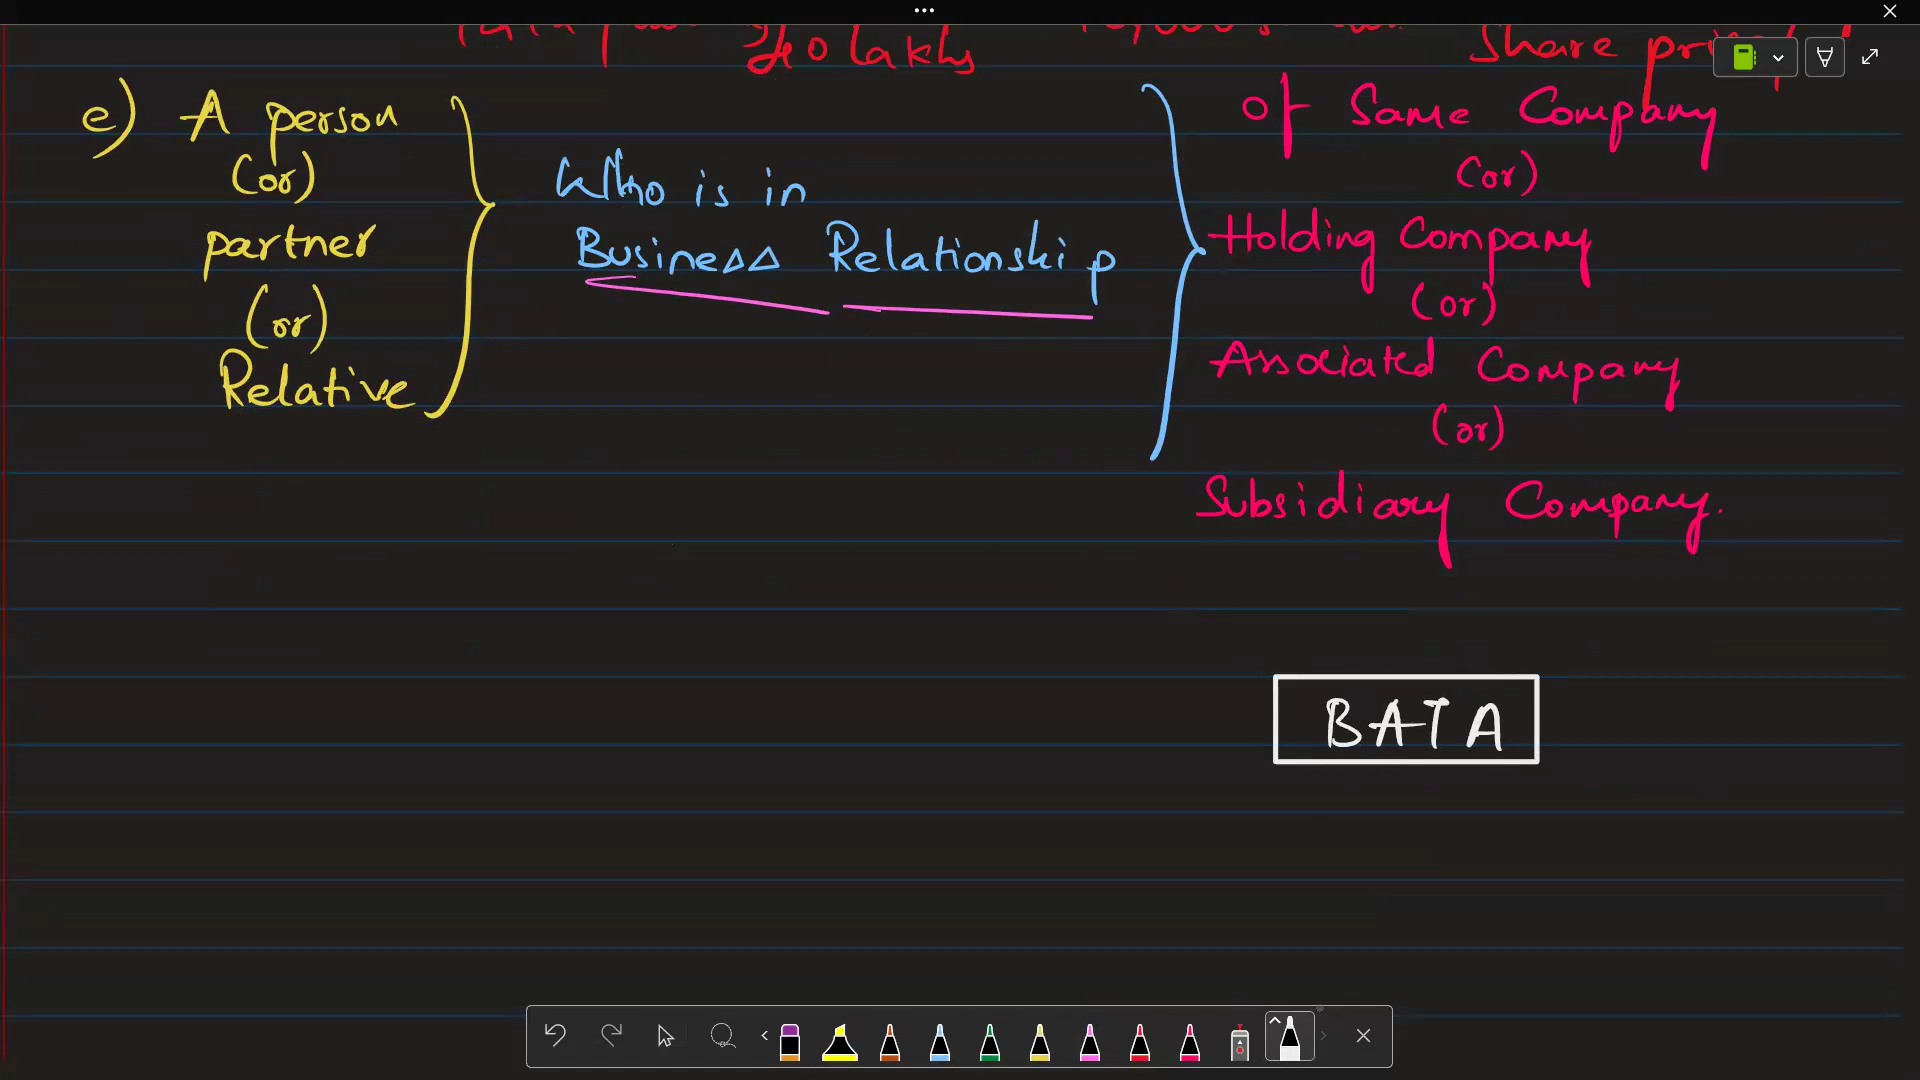 lakhs
Share
e) A person
(or)
partner
(or)
Relative
Who is in
Business Relationship
Of Same Company
(or)
Holding Company
(or)
Associated Company
(or)
Subsidiary Company.
BATA